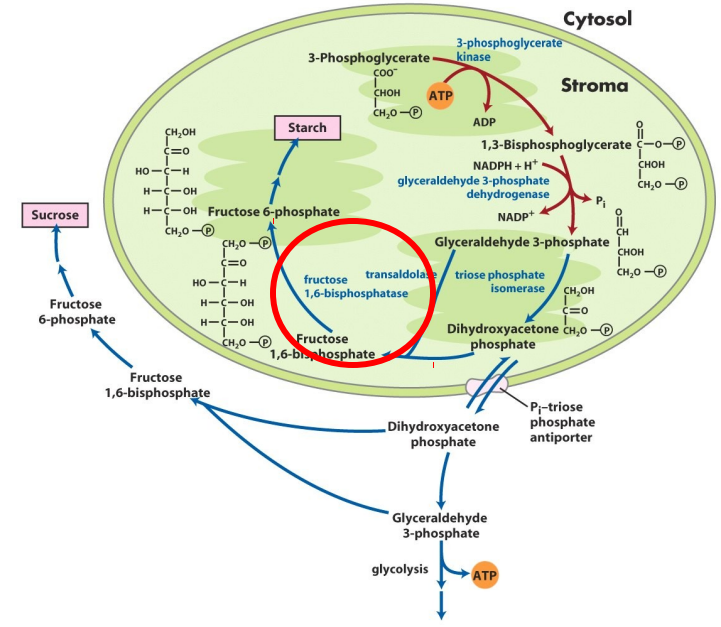 Cytosol
Stroma
3-Phosphoglycerate
3-phosphoglycerate
kinase
COO⁻
CHOH
CH₂O
P
ATP
ADP
Starch
1,3-Bisphosphoglycerate
O
C
O
P
CHOH
CH₂O
P
NADPH + H⁺
glyceraldehyde 3-phosphate
dehydrogenase
Pi
NADP⁺
CH₂OH
C=O
HO C H
H C OH
H C OH
CH₂O
P
Sucrose
Fructose 6-phosphate
Glyceraldehyde 3-phosphate
O
CH
CHOH
CH₂O
P
CH₂O
P
C=O
HO C H
H C OH
H C OH
CH₂O
P
fructose
1,6-bisphosphatase
transaldolase
triose phosphate
isomerase
CH₂OH
C=O
CH₂O
P
Fructose
6-phosphate
Fructose
1,6-bisphosphate
Dihydroxyacetone
phosphate
Fructose
1,6-bisphosphate
Pi–triose
phosphate
antiporter
Dihydroxyacetone
phosphate
Glyceraldehyde
3-phosphate
glycolysis
ATP